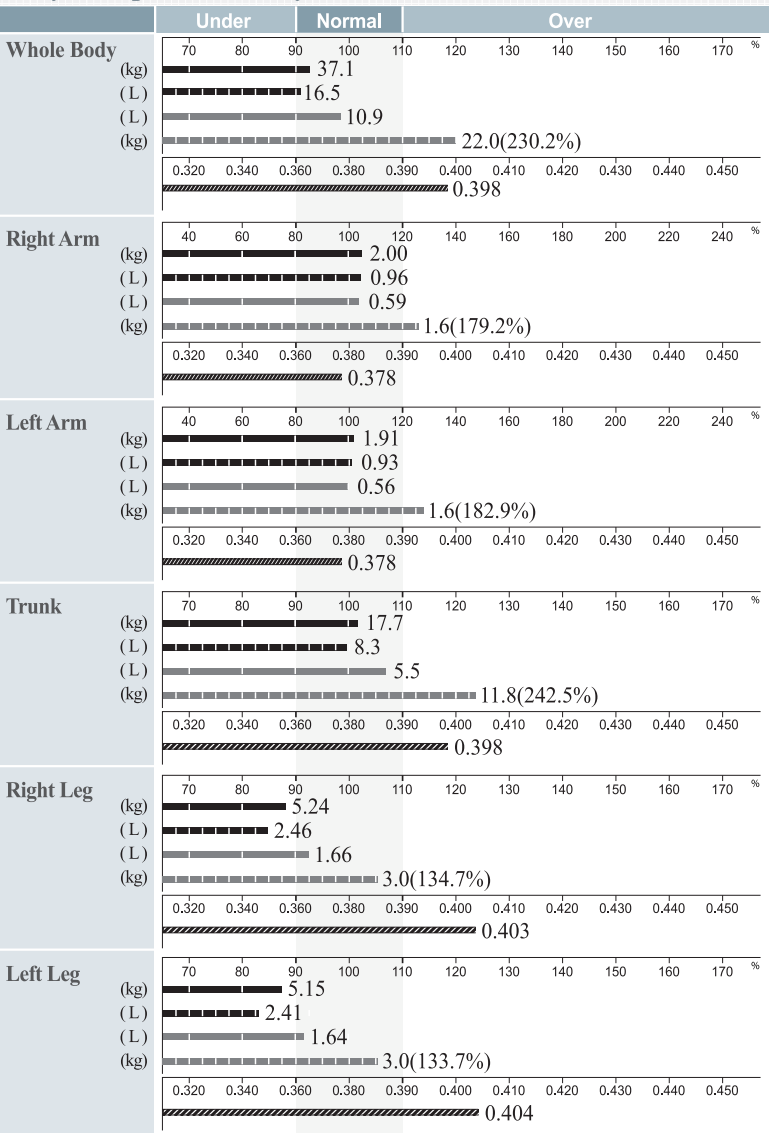 Under Normal Over
70 80 90 100 110 120 130 140 150 160 170 %
Whole Body
(kg) 37.1
(L) 16.5
(L) 10.9
(kg) 22.0(230.2%)
0.320 0.340 0.360 0.380 0.390 0.400 0.410 0.420 0.430 0.440 0.450
0.398
40 60 80 100 120 140 160 180 200 220 240 %
Right Arm
(kg) 2.00
(L) 0.96
(L) 0.59
(kg) 1.6(179.2%)
0.320 0.340 0.360 0.380 0.390 0.400 0.410 0.420 0.430 0.440 0.450
0.378
40 60 80 100 120 140 160 180 200 220 240 %
Left Arm
(kg) 1.91
(L) 0.93
(L) 0.56
(kg) 1.6(182.9%)
0.320 0.340 0.360 0.380 0.390 0.400 0.410 0.420 0.430 0.440 0.450
0.378
70 80 90 100 110 120 130 140 150 160 170 %
Trunk
(kg) 17.7
(L) 8.3
(L) 5.5
(kg) 11.8(242.5%)
0.320 0.340 0.360 0.380 0.390 0.400 0.410 0.420 0.430 0.440 0.450
0.398
70 80 90 100 110 120 130 140 150 160 170 %
Right Leg
(kg) 5.24
(L) 2.46
(L) 1.66
(kg) 3.0(134.7%)
0.320 0.340 0.360 0.380 0.390 0.400 0.410 0.420 0.430 0.440 0.450
0.403
70 80 90 100 110 120 130 140 150 160 170 %
Left Leg
(kg) 5.15
(L) 2.41
(L) 1.64
(kg) 3.0(133.7%)
0.320 0.340 0.360 0.380 0.390 0.400 0.410 0.420 0.430 0.440 0.450
0.404